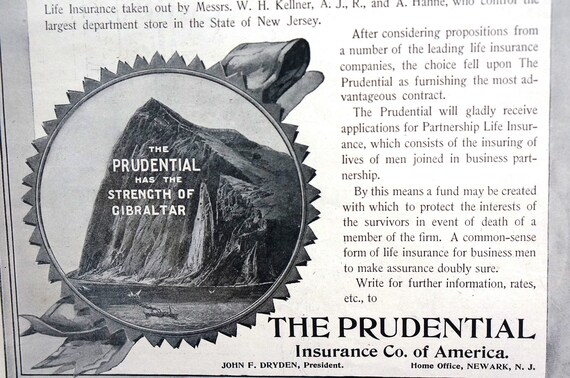 Life Insurance taken out by Messrs. W. H. Kellner, A. J., R., and A. Hahne, who control the
largest department store in the State of New Jersey.
After considering propositions from
a number of the leading life insurance
companies, the choice fell upon The
Prudential as furnishing the most ad-
vantageous contract.
The Prudential will gladly receive
applications for Partnership Life Insur-
ance, which consists of the insuring of
lives of men joined in business part-
nership.
By this means a fund may be created
with which to protect the interests of
the survivors in event of death of a
member of the firm. A common-sense
form of life insurance for business men
to make assurance doubly sure.
Write for further information, rates,
etc., to
THE
PRUDENTIAL
HAS THE
STRENGTH OF
GIBRALTAR
THE PRUDENTIAL
Insurance Co. of America.
JOHN F. DRYDEN, President. Home Office, NEWARK, N. J.